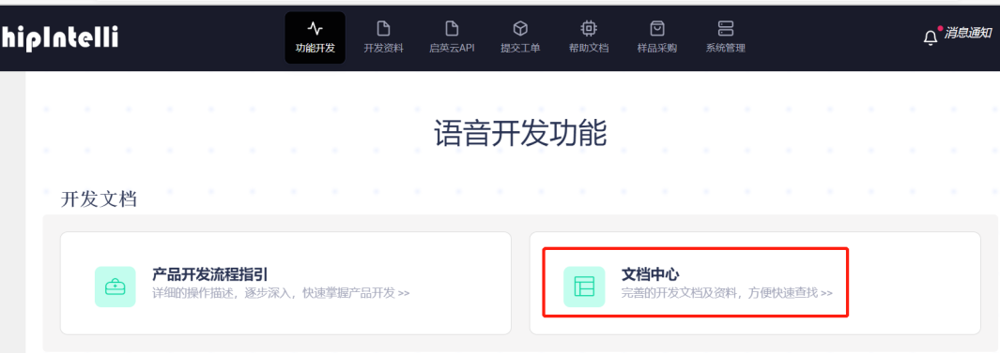 hipIntelli
功能开发 开发资料 启英云API 提交工单 帮助文档 样品采购 系统管理
消息通知
语音开发功能
开发文档
产品开发流程指引
详细的操作描述，逐步深入，快速掌握产品开发 >>
文档中心
完善的开发文档及资料，方便快速查找 >>